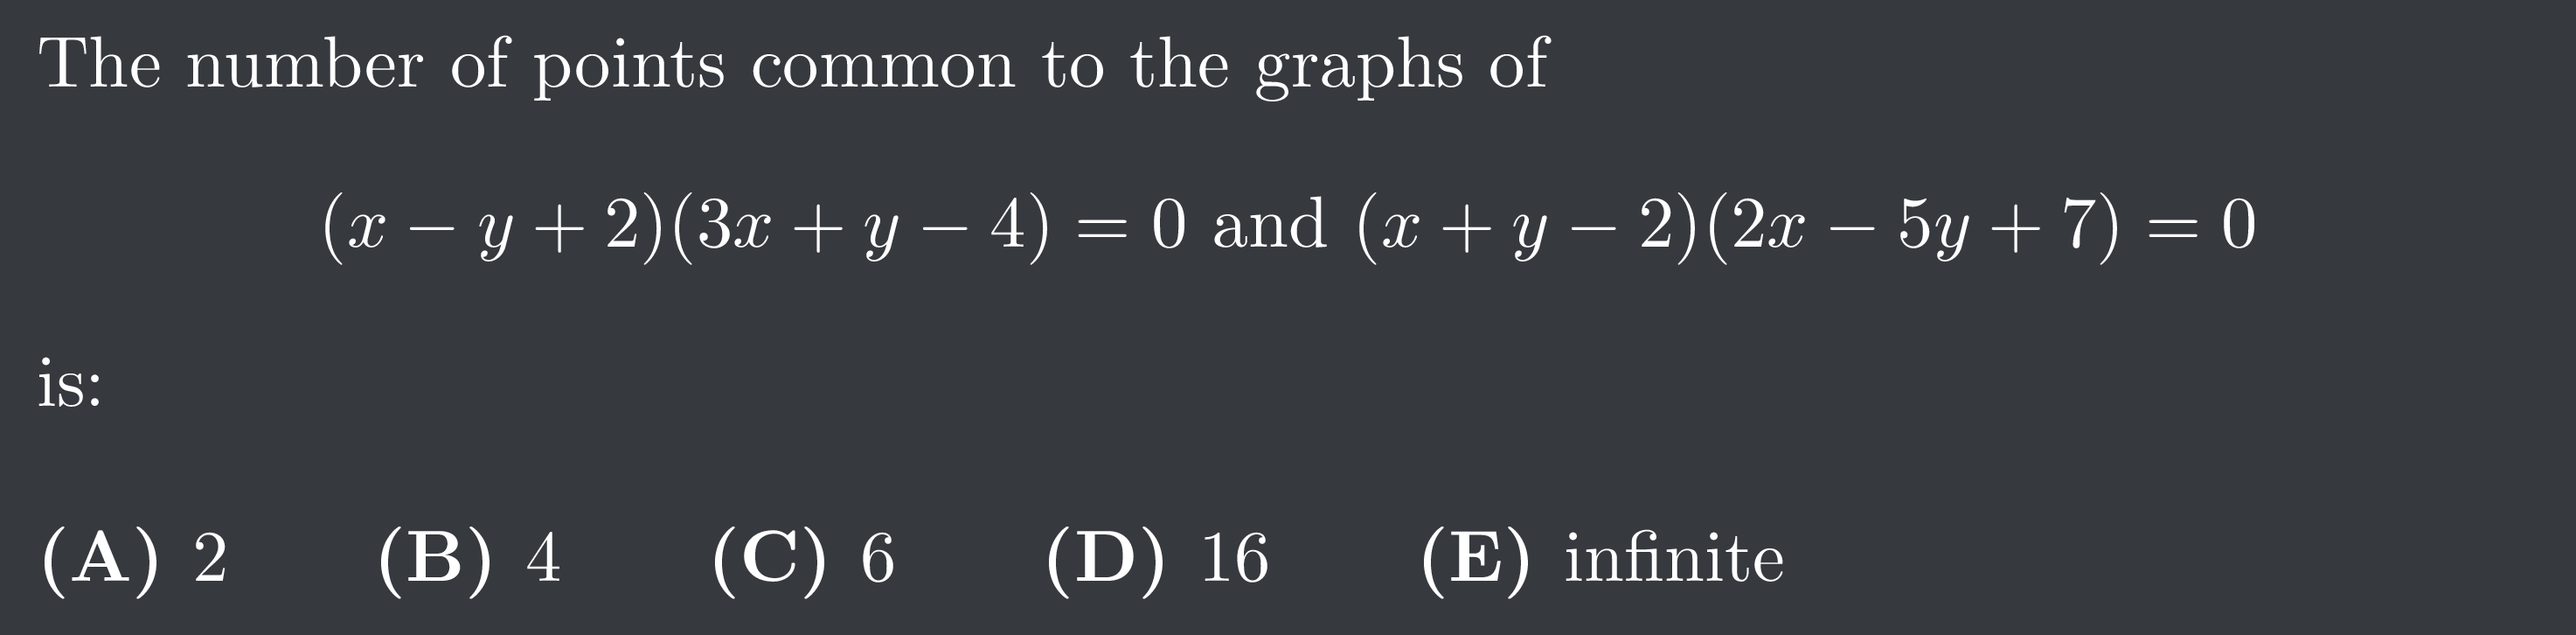 The number of points common to the graphs of
(x − y + 2)(3x + y − 4) = 0 and (x + y − 2)(2x − 5y + 7) = 0
is:
(A) 2 (B) 4 (C) 6 (D) 16 (E) infinite